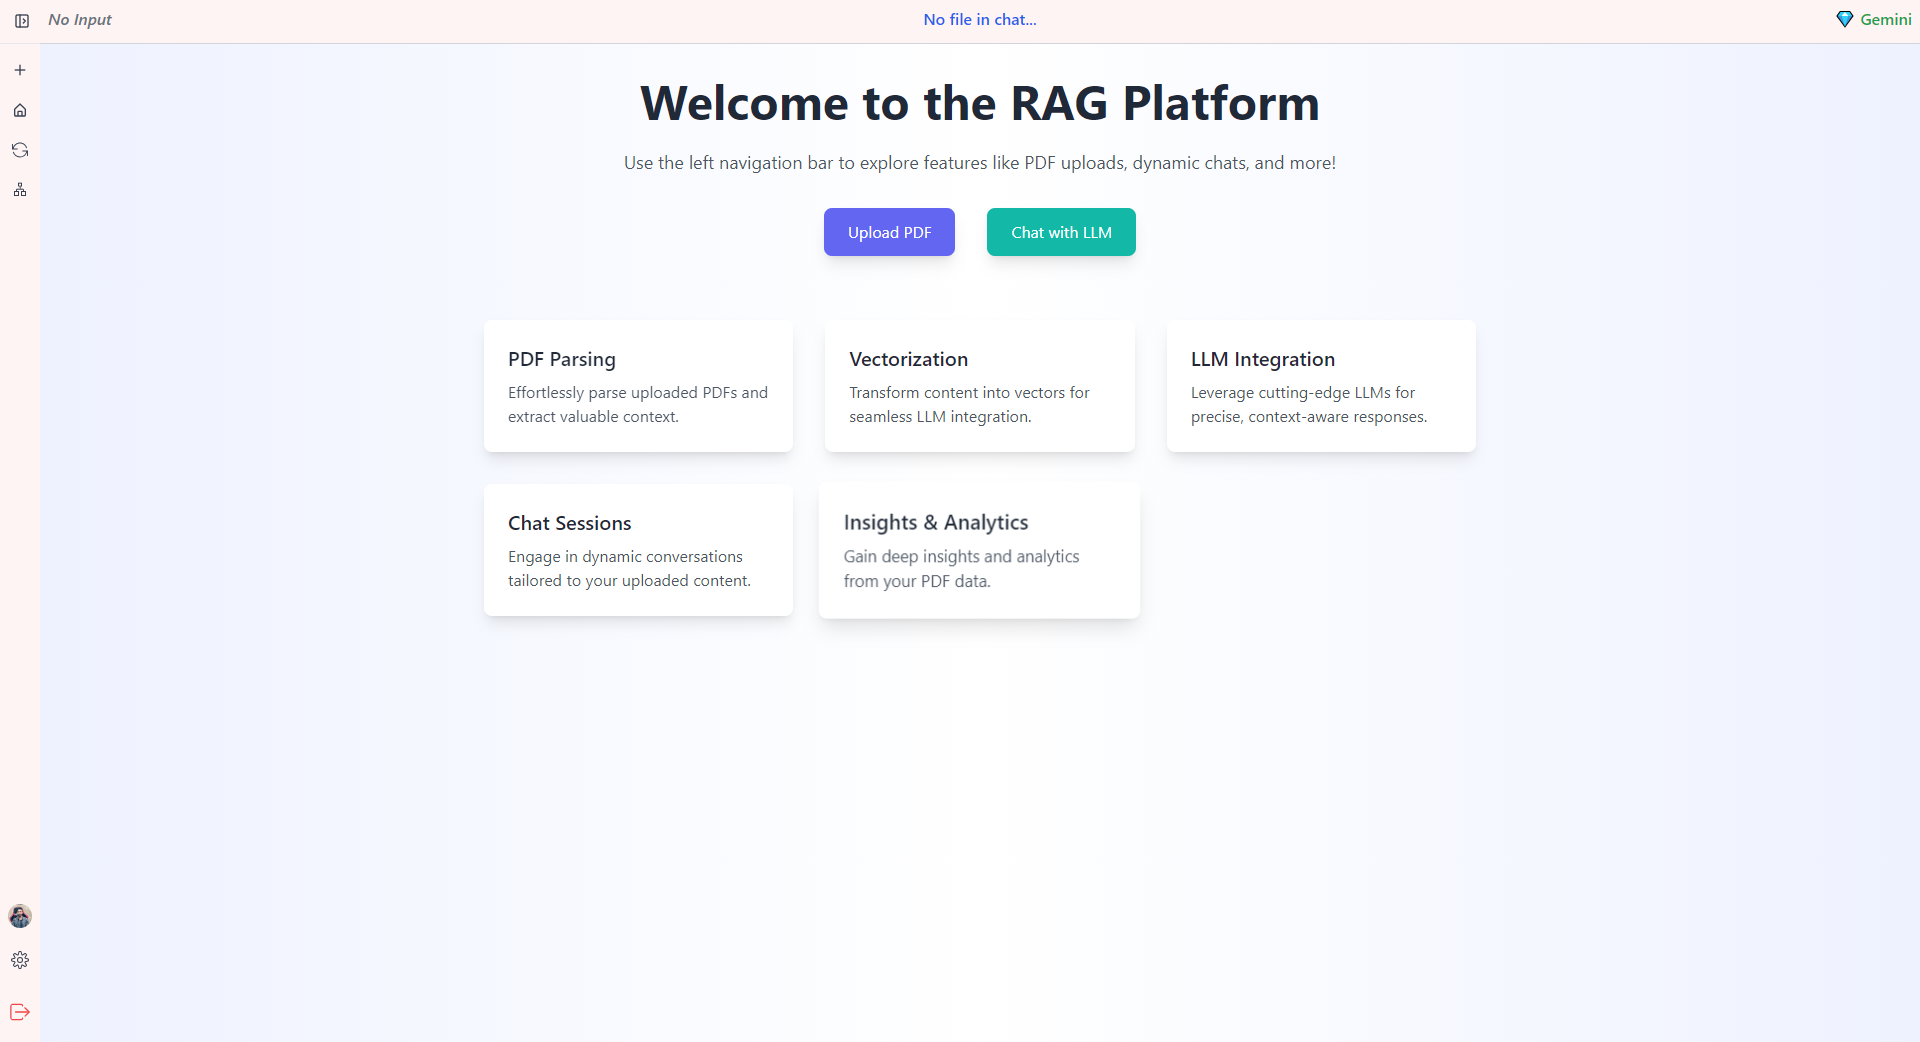 No Input
No file in chat...
Gemini
Welcome to the RAG Platform
Use the left navigation bar to explore features like PDF uploads, dynamic chats, and more!
Upload PDF
Chat with LLM
PDF Parsing
Effortlessly parse uploaded PDFs and
extract valuable context.
Vectorization
Transform content into vectors for
seamless LLM integration.
LLM Integration
Leverage cutting-edge LLMs for
precise, context-aware responses.
Chat Sessions
Engage in dynamic conversations
tailored to your uploaded content.
Insights & Analytics
Gain deep insights and analytics
from your PDF data.